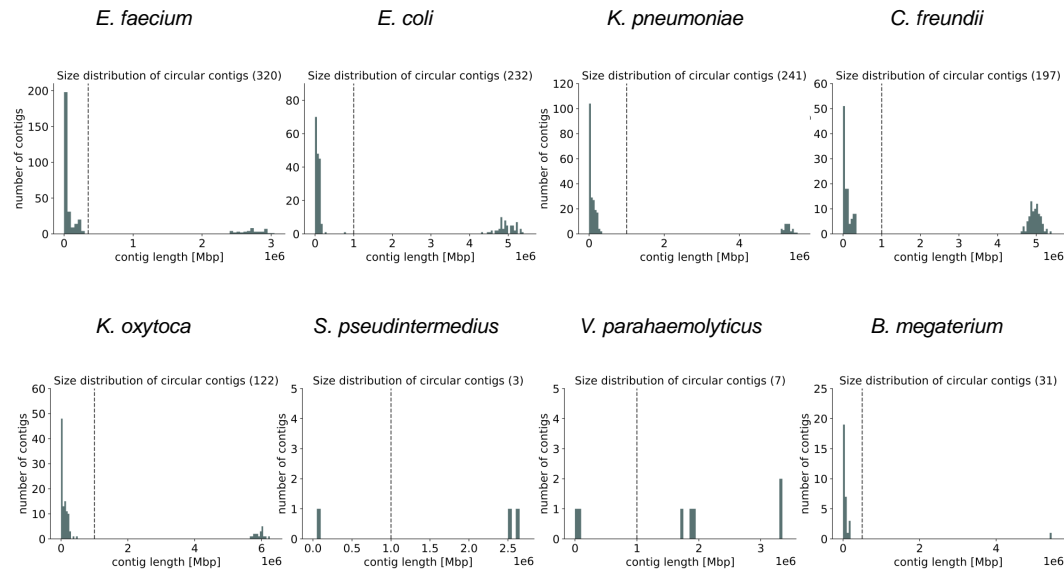 E. faecium
E. coli
K. pneumoniae
C. freundii
Size distribution of circular contigs (320)
Size distribution of circular contigs (232)
Size distribution of circular contigs (241)
Size distribution of circular contigs (197)
number of contigs
200
150
100
50
0
0 1 2 3
1e6
contig length [Mbp]
number of contigs
80
60
40
20
0
0 1 2 3 4 5
1e6
contig length [Mbp]
number of contigs
120
100
80
60
40
20
0
0 2 4
1e6
contig length [Mbp]
number of contigs
60
50
40
30
20
10
0
0 1 2 3 4 5
1e6
contig length [Mbp]
K. oxytoca
S. pseudintermedius
V. parahaemolyticus
B. megaterium
Size distribution of circular contigs (122)
Size distribution of circular contigs (3)
Size distribution of circular contigs (7)
Size distribution of circular contigs (31)
number of contigs
60
50
40
30
20
10
0
0 2 4 6
1e6
contig length [Mbp]
number of contigs
5
4
3
2
1
0
0.0 0.5 1.0 1.5 2.0 2.5
1e6
contig length [Mbp]
number of contigs
5
4
3
2
1
0
0 1 2 3
1e6
contig length [Mbp]
number of contigs
25
20
15
10
5
0
0 2 4
1e6
contig length [Mbp]